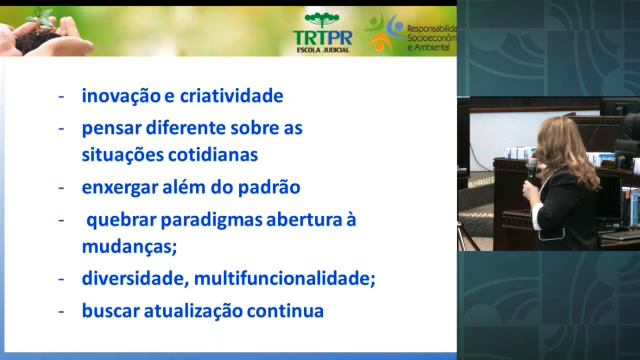 TRTPR
ESCOLA JUDICIAL
Responsabilidade
Socioeconôm
e Ambiental
- inovação e criatividade
- pensar diferente sobre as
situações cotidianas
- enxergar além do padrão
- quebrar paradigmas abertura à
mudanças;
- diversidade, multifuncionalidade;
- buscar atualização continua